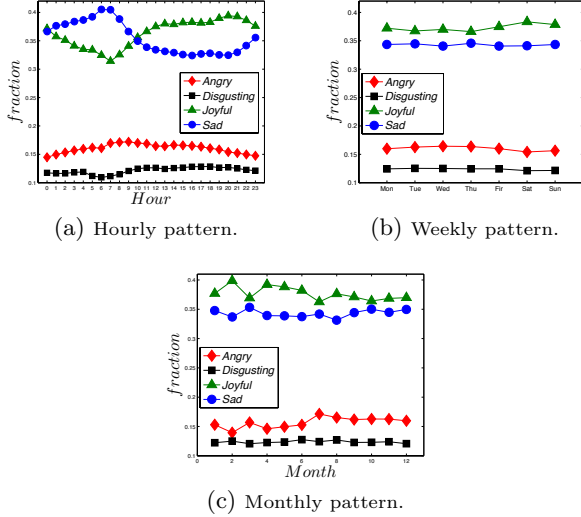 0.4
0.35
0.3
0.25
0.2
0.15
0.1
fraction
Angry
Disgusting
Joyful
Sad
0 1 2 3 4 5 6 7 8 9 10 11 12 13 14 15 16 17 18 19 20 21 22 23
Hour
(a) Hourly pattern.
0.4
0.35
0.3
0.25
0.2
0.15
0.1
fraction
Angry
Disgusting
Joyful
Sad
Mon Tue Wed Thu Fir Sat Sun
(b) Weekly pattern.
0.4
0.35
0.3
0.25
0.2
0.15
0.1
fraction
Angry
Disgusting
Joyful
Sad
0 2 4 6 8 10 12
Month
(c) Monthly pattern.